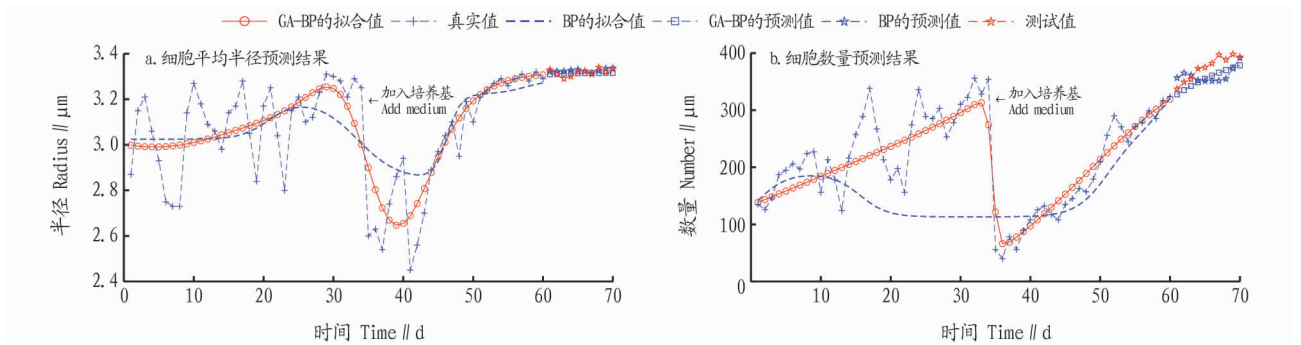 GA-BP的拟合值 真实值 BP的拟合值 GA-BP的预测值 BP的预测值 测试值
a.细胞平均半径预测结果
3.4
3.2
3.0
2.8
2.6
2.4
半径 Radius∥μm
加入培养基
Add medium
0 10 20 30 40 50 60 70
时间 Time∥d
b.细胞数量预测结果
400
300
200
100
0
数量 Number∥μm
加入培养基
Add medium
10 20 30 40 50 60 70
时间 Time∥d